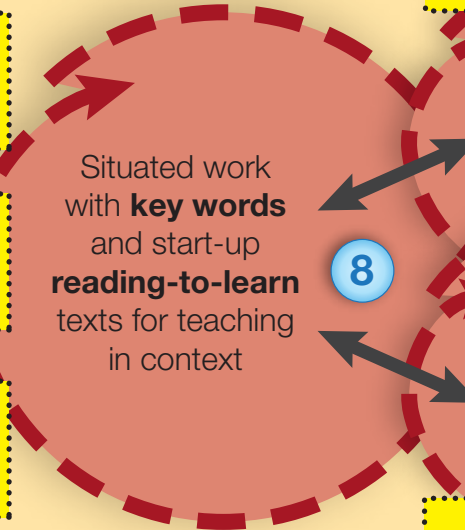 Situated work
with key words
and start-up
reading-to-learn
texts for teaching
in context
8